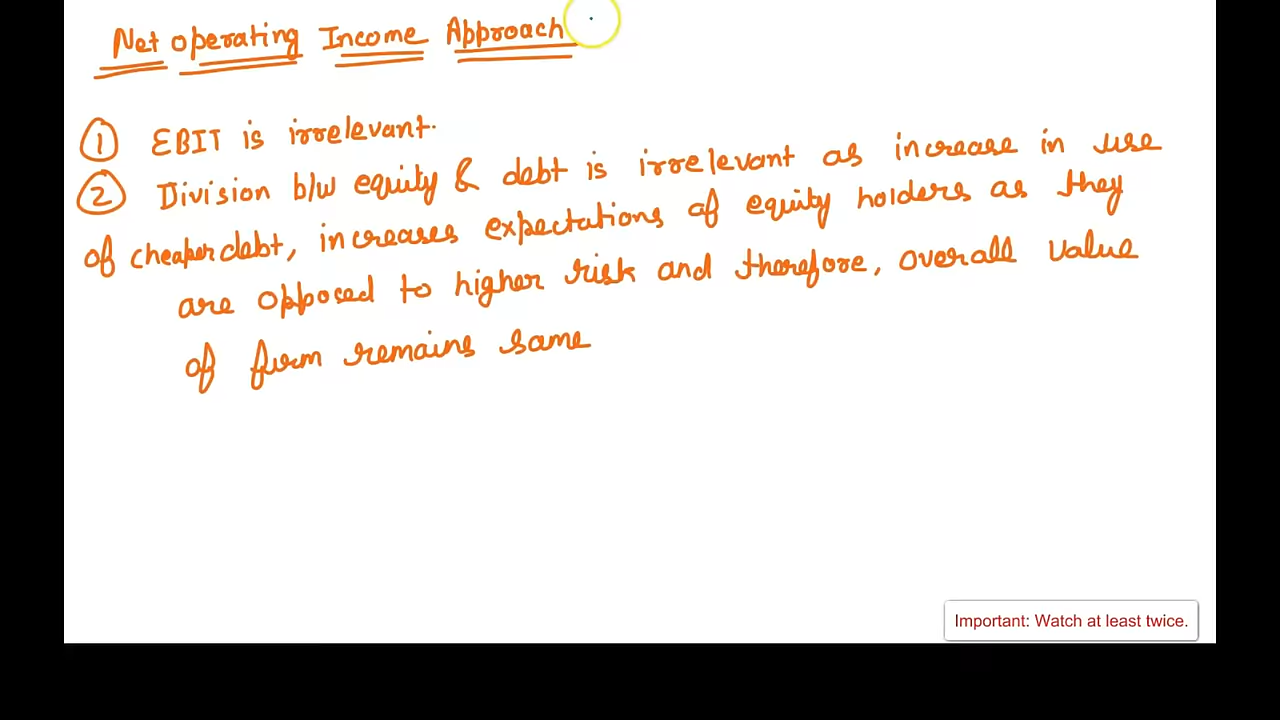 Net operating Income Approach
① EBIT is irrelevant.
② Division b/w equity & debt is irrelevant as increase in use
of cheaper debt, increases expectations of equity holders as they
are opposed to higher risk and therefore, overall value
of firm remains same
Important: Watch at least twice.